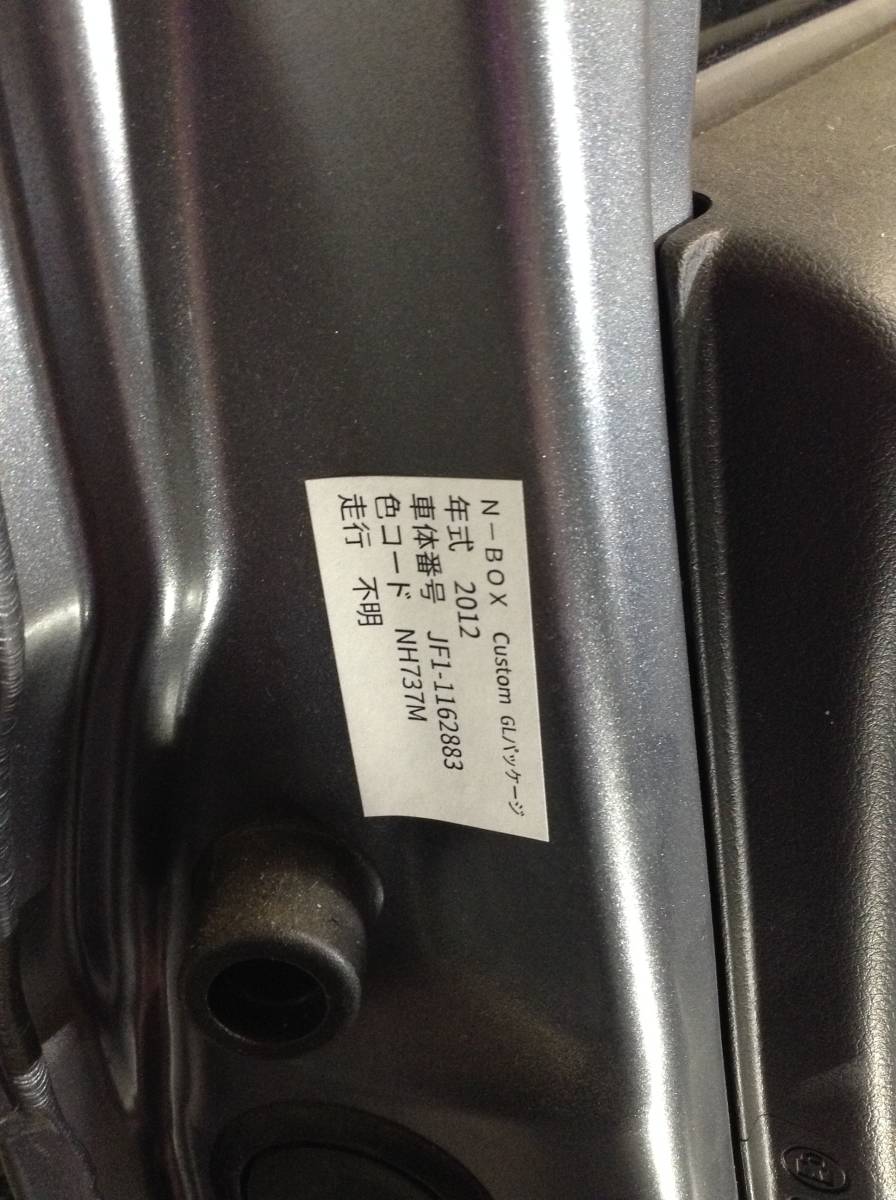 N－BOX Custom GLパッケージ
年式 2012
車体番号 JF1-1162883
色コード NH737M
走行 不明